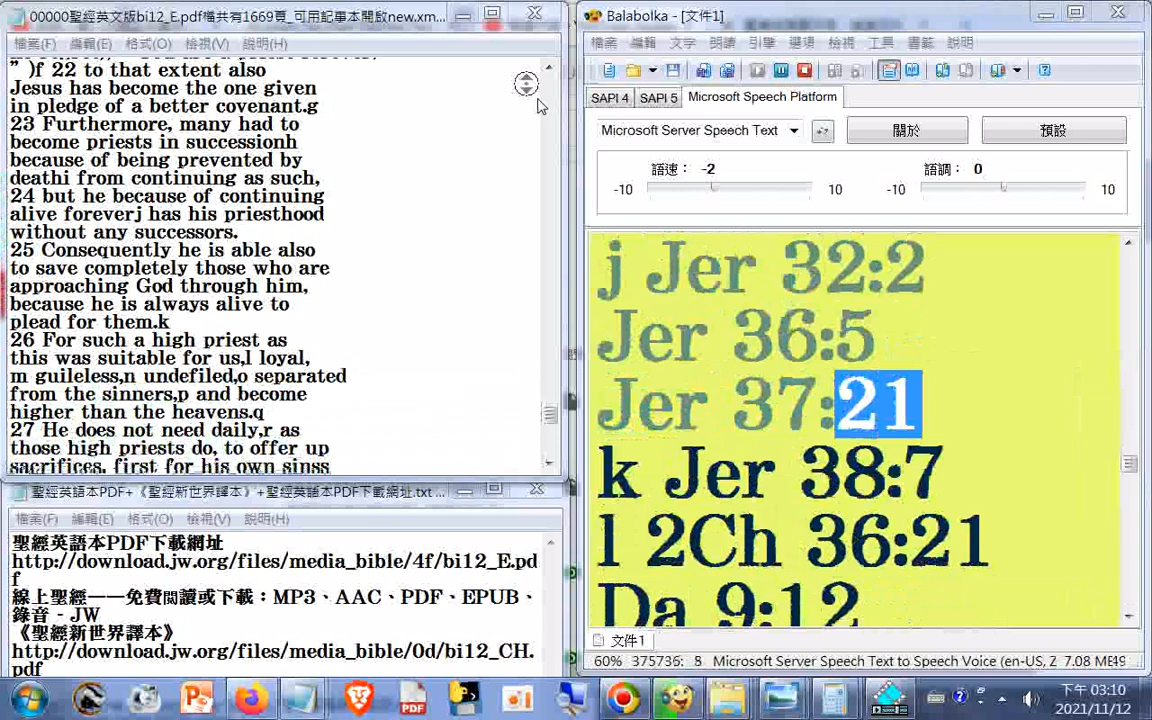 00000聖經英文版bi12_E.pdf檔共有1669頁_可用記事本開啟new.xm...
檔案(F) 編輯(E) 格式(O) 檢視(V) 說明(H)
” )f 22 to that extent also
Jesus has become the one given
in pledge of a better covenant.g
23 Furthermore, many had to
become priests in successionh
because of being prevented by
deathi from continuing as such,
24 but he because of continuing
alive foreverj has his priesthood
without any successors.
25 Consequently he is able also
to save completely those who are
approaching God through him,
because he is always alive to
plead for them.k
26 For such a high priest as
this was suitable for us,l loyal,
m guileless,n undefiled,o separated
from the sinners,p and become
higher than the heavens.q
27 He does not need daily,r as
those high priests do, to offer up
sacrifices, first for his own sinss
聖經英語本PDF+《聖經新世界譯本》+聖經英語本PDF下載網址.txt ...
檔案(F) 編輯(E) 格式(O) 檢視(V) 說明(H)
聖經英語本PDF下載網址
http://download.jw.org/files/media_bible/4f/bi12_E.pd
f
線上聖經——免費閱讀或下載：MP3、AAC、PDF、EPUB、
錄音 - JW
《聖經新世界譯本》
http://download.jw.org/files/media_bible/0d/bi12_CH.
pdf
Balabolka - [文件1]
檔案 編輯 文字 朗讀 引擎 選項 檢視 工具 書籤 說明
SAPI 4 SAPI 5 Microsoft Speech Platform
Microsoft Server Speech Text 關於 預設
語速： -2 語調： 0
-10 10 -10 10
j Jer 32:2
Jer 36:5
Jer 37:21
k Jer 38:7
l 2Ch 36:21
Da 9:12
文件1
60% 375736: 8 Microsoft Server Speech Text to Speech Voice (en-US, Z 7.08 ME
下午 03:10
2021/11/12